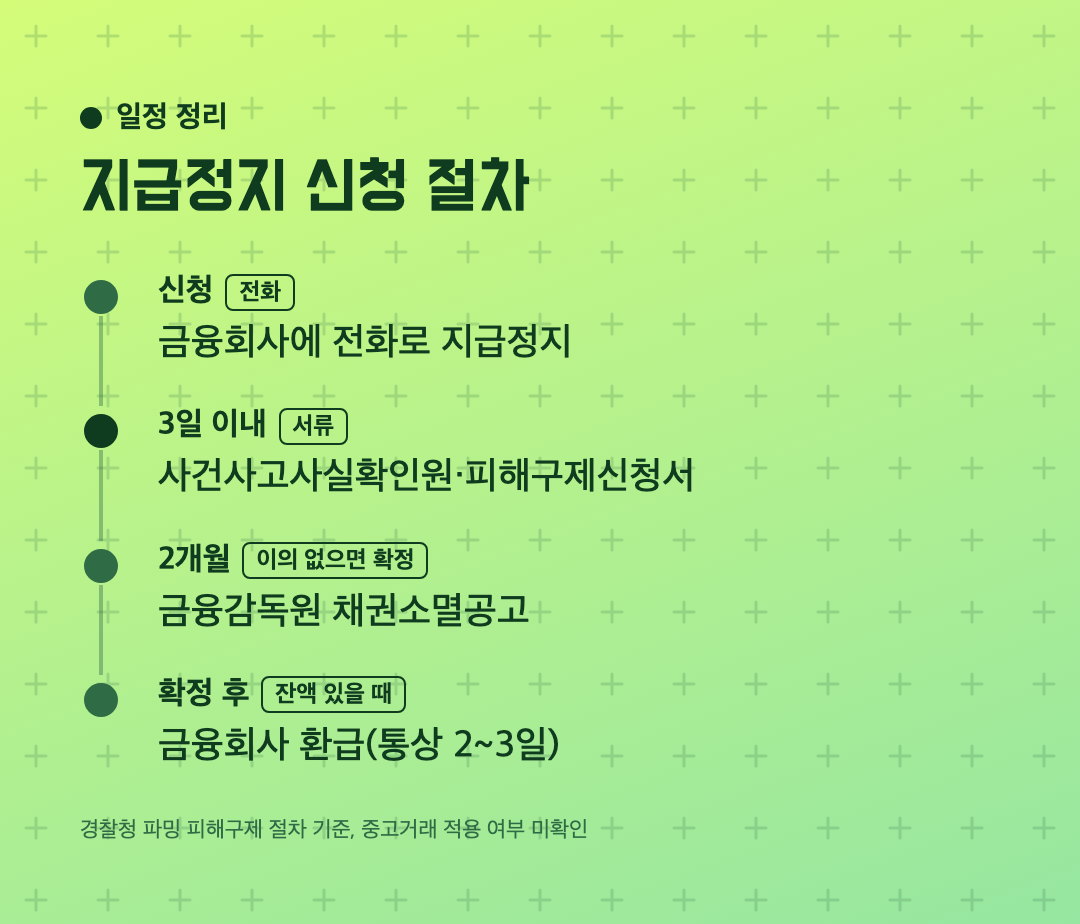 일정 정리
지급정지 신청 절차
신청 전화
금융회사에 전화로 지급정지
3일 이내 서류
사건사고사실확인원·피해구제신청서
2개월 이의 없으면 확정
금융감독원 채권소멸공고
확정 후 잔액 있을 때
금융회사 환급(통상 2~3일)
경찰청 파밍 피해구제 절차 기준, 중고거래 적용 여부 미확인